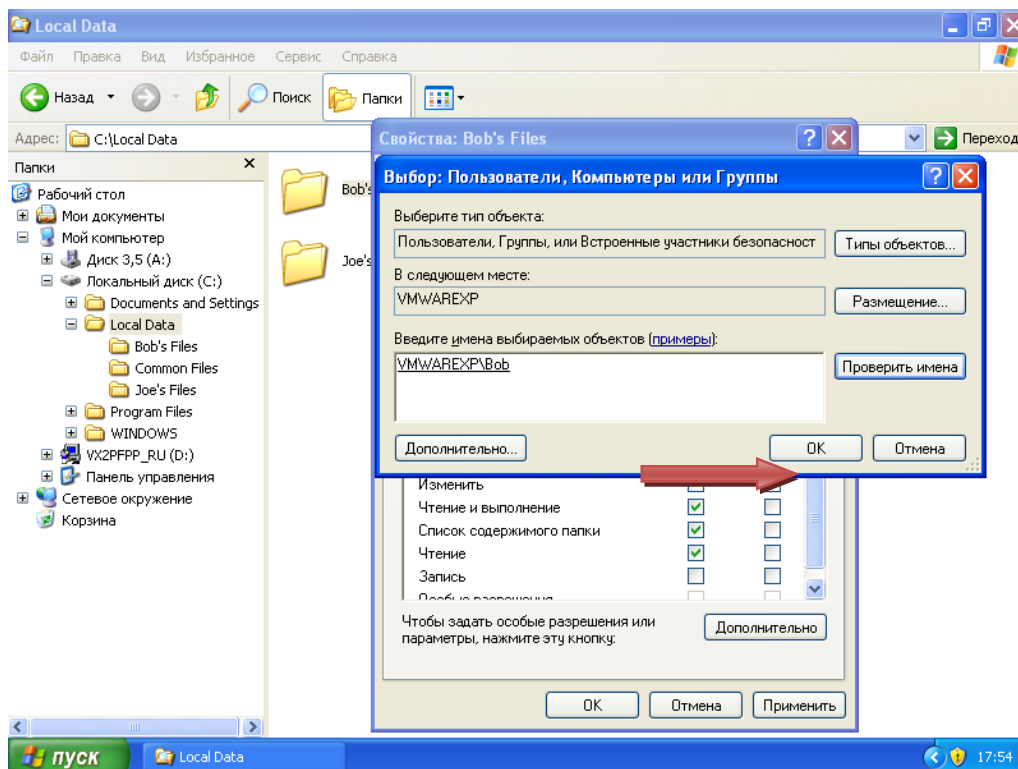 Local Data
Файл Правка Вид Избранное Сервис Справка
Назад Поиск Папки
Адрес: C:\Local Data Переход
Папки
Рабочий стол
Мои документы
Мой компьютер
Диск 3,5 (A:)
Локальный диск (C:)
Documents and Settings
Local Data
Bob's Files
Common Files
Joe's Files
Program Files
WINDOWS
VX2PFPP_RU (D:)
Панель управления
Сетевое окружение
Корзина
Bob's
Joe's
Свойства: Bob's Files
Выбор: Пользователи, Компьютеры или Группы
Выберите тип объекта:
Пользователи, Группы, или Встроенные участники безопасност
Типы объектов...
В следующем месте:
VMWAREXP
Размещение...
Введите имена выбираемых объектов (примеры):
VMWAREXP\Bob
Проверить имена
Дополнительно... OK Отмена
Изменить
Чтение и выполнение
Список содержимого папки
Чтение
Запись
Особые разрешения
Чтобы задать особые разрешения или
параметры, нажмите эту кнопку:
Дополнительно
OK Отмена Применить
пуск Local Data 17:54